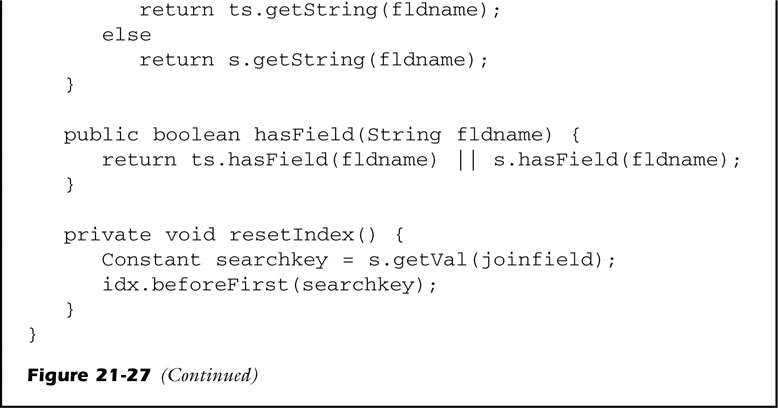 return ts.getString(fldname);
else
return s.getString(fldname);
}
public boolean hasField(String fldname) {
return ts.hasField(fldname) || s.hasField(fldname);
}
private void resetIndex() {
Constant searchkey = s.getVal(joinfield);
idx.beforeFirst(searchkey);
}
}
Figure 21-27 (Continued)